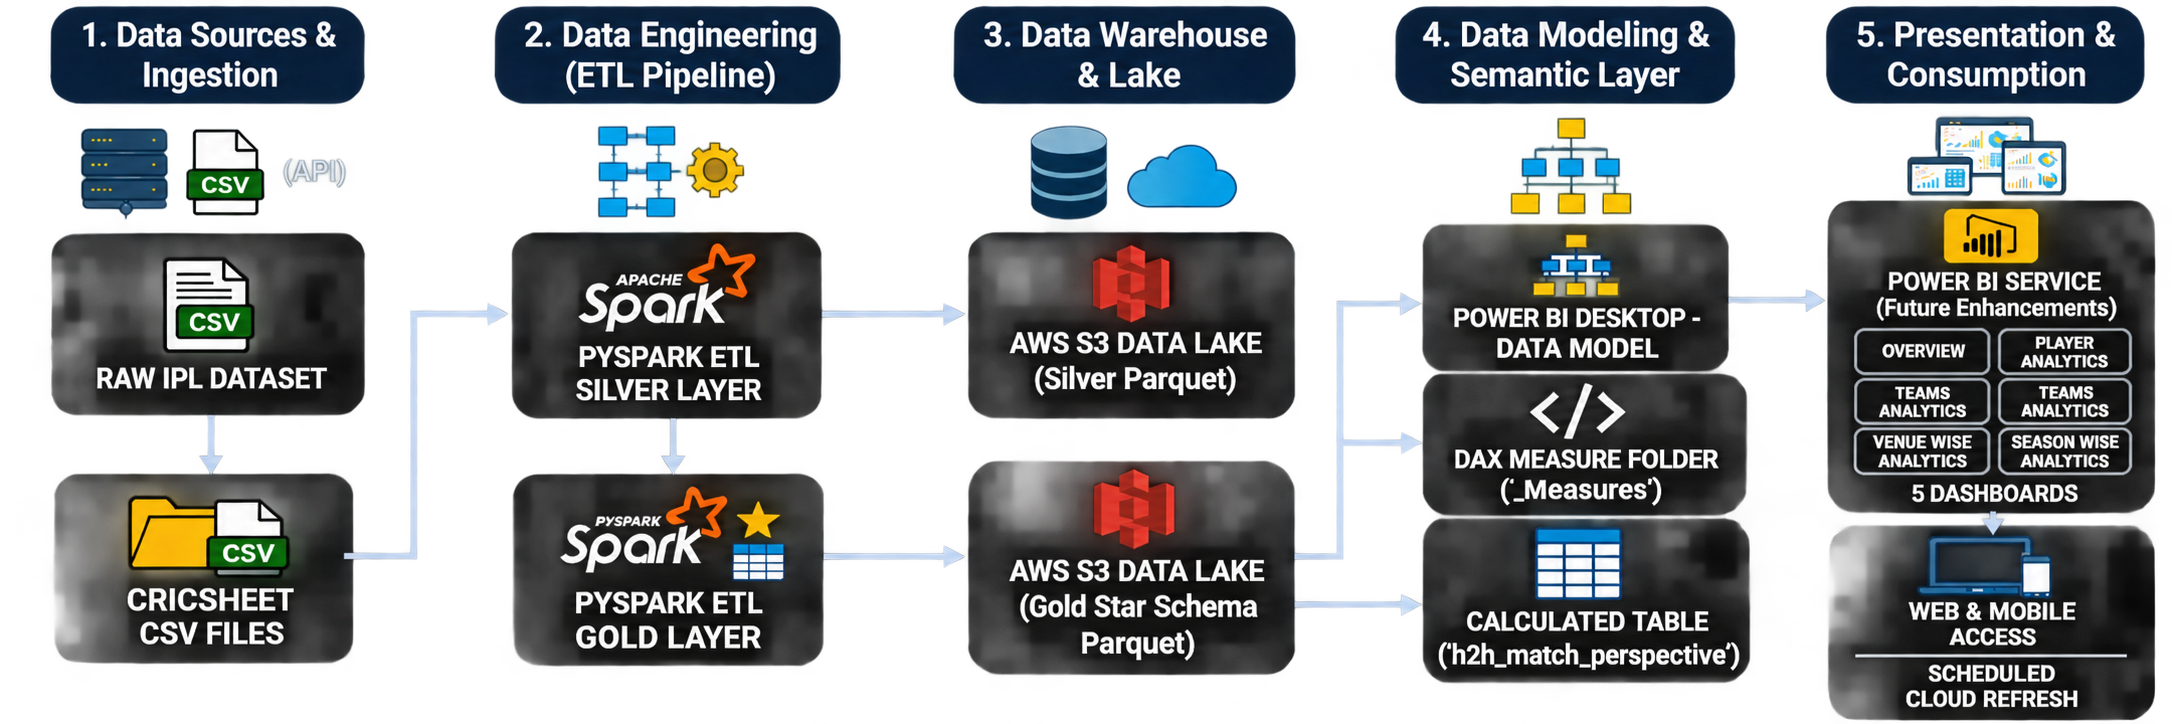 1. Data Sources &
Ingestion
CSV
(API)
CSV
RAW IPL DATASET
CSV
CRICSHEET
CSV FILES
2. Data Engineering
(ETL Pipeline)
APACHE
Spark
PYSPARK ETL
SILVER LAYER
PYSPARK
Spark
PYSPARK ETL
GOLD LAYER
3. Data Warehouse
& Lake
AWS S3 DATA LAKE
(Silver Parquet)
AWS S3 DATA LAKE
(Gold Star Schema
Parquet)
4. Data Modeling &
Semantic Layer
POWER BI DESKTOP -
DATA MODEL
</>
DAX MEASURE FOLDER
('_Measures')
CALCULATED TABLE
('h2h_match_perspective')
5. Presentation &
Consumption
POWER BI SERVICE
(Future Enhancements)
OVERVIEW
PLAYER
ANALYTICS
TEAMS
ANALYTICS
TEAMS
ANALYTICS
VENUE WISE
ANALYTICS
SEASON WISE
ANALYTICS
5 DASHBOARDS
WEB & MOBILE
ACCESS
SCHEDULED
CLOUD REFRESH